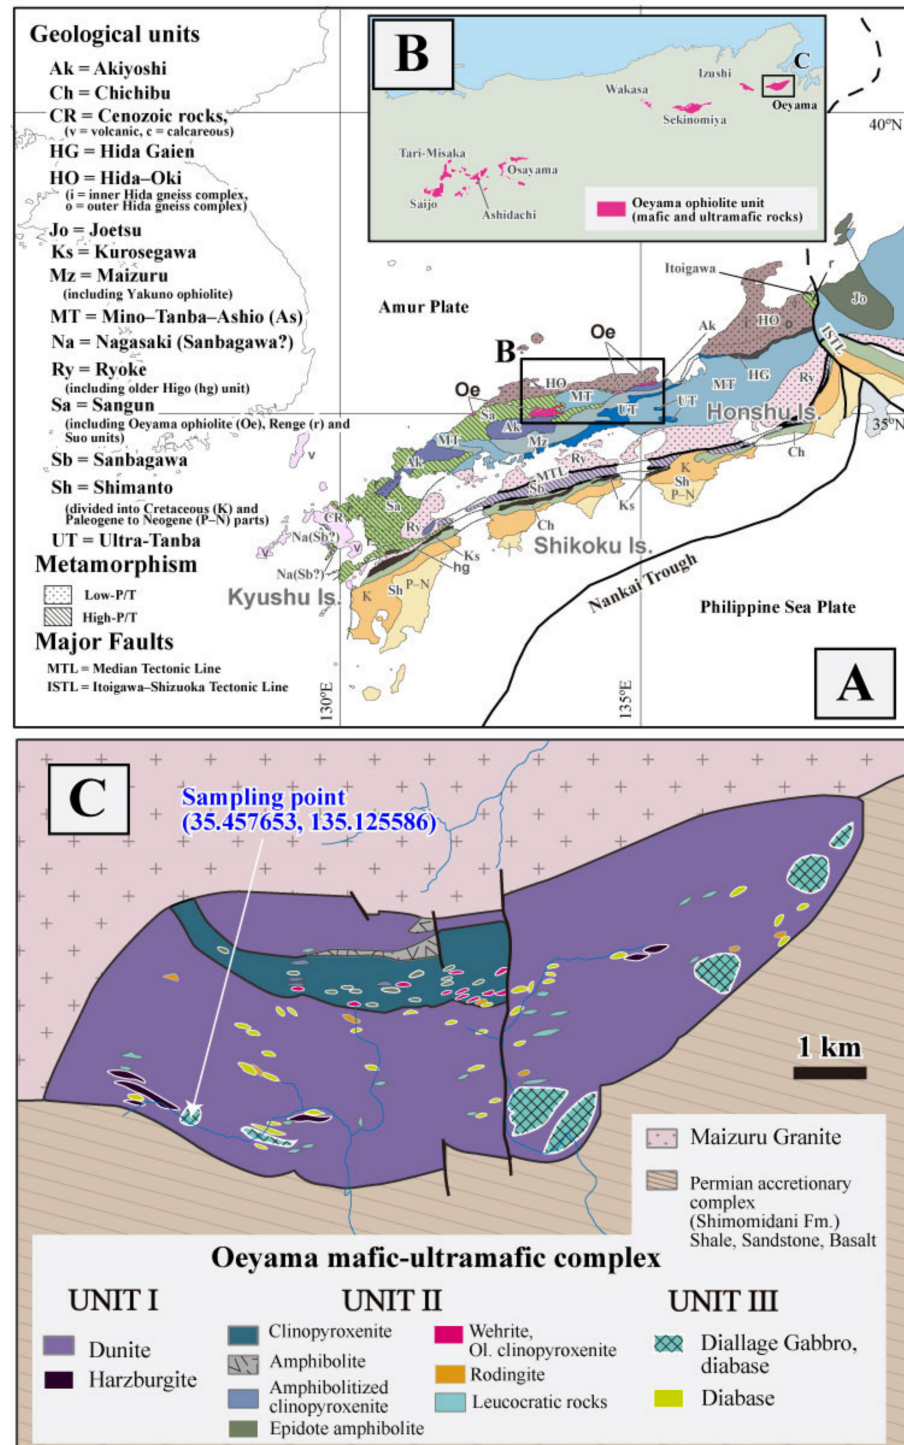 Geological units
Ak = Akiyoshi
Ch = Chichibu
CR = Cenozoic rocks,
(v = volcanic, c = calcareous)
HG = Hida Gaien
HO = Hida–Oki
(i = inner Hida gneiss complex,
o = outer Hida gneiss complex)
Jo = Joetsu
Ks = Kurosegawa
Mz = Maizuru
(including Yakuno ophiolite)
MT = Mino–Tanba–Ashio (As)
Na = Nagasaki (Sanbagawa?)
Ry = Ryoke
(including older Higo (hg) unit)
Sa = Sangun
(including Oeyama ophiolite (Oe), Renge (r) and
Suo units)
Sb = Sanbagawa
Sh = Shimanto
(divided into Cretaceous (K) and
Paleogene to Neogene (P–N) parts)
UT = Ultra-Tanba
Metamorphism
Low-P/T
High-P/T
Major Faults
MTL = Median Tectonic Line
ISTL = Itoigawa–Shizuoka Tectonic Line
B
Wakasa
Izushi
C
Oeyama
Sekinomiya
Tari-Misaka
Osayama
Saijo
Ashidachi
Oeyama ophiolite unit
(mafic and ultramafic rocks)
40°N
Itoigawa
r
Amur Plate
Jo
Oe
Ak
HO
i
o
ISTL
B
Oe
HO
MT
HG
MT
Ry
Sa
UT
UT
Honshu Is.
35°N
Ak
Mz
MT
Ry
Ch
v
Ak
MTL
Sb
K
Sh
P–N
Ks
Sa
CR
Ry
Na(Sb?)
v
v
Ch
Ks
hg
Shikoku Is.
Na(Sb?)
Kyushu Is.
K
Sh
P–N
Nankai Trough
Philippine Sea Plate
130°E
135°E
A
C
Sampling point
(35.457653, 135.125586)
1 km
Maizuru Granite
Permian accretionary
complex
(Shimomidani Fm.)
Shale, Sandstone, Basalt
Oeyama mafic-ultramafic complex
UNIT I
Dunite
Harzburgite
UNIT II
Clinopyroxenite
Amphibolite
Amphibolitized
clinopyroxenite
Epidote amphibolite
Wehrite,
Ol. clinopyroxenite
Rodingite
Leucocratic rocks
UNIT III
Diallage Gabbro,
diabase
Diabase